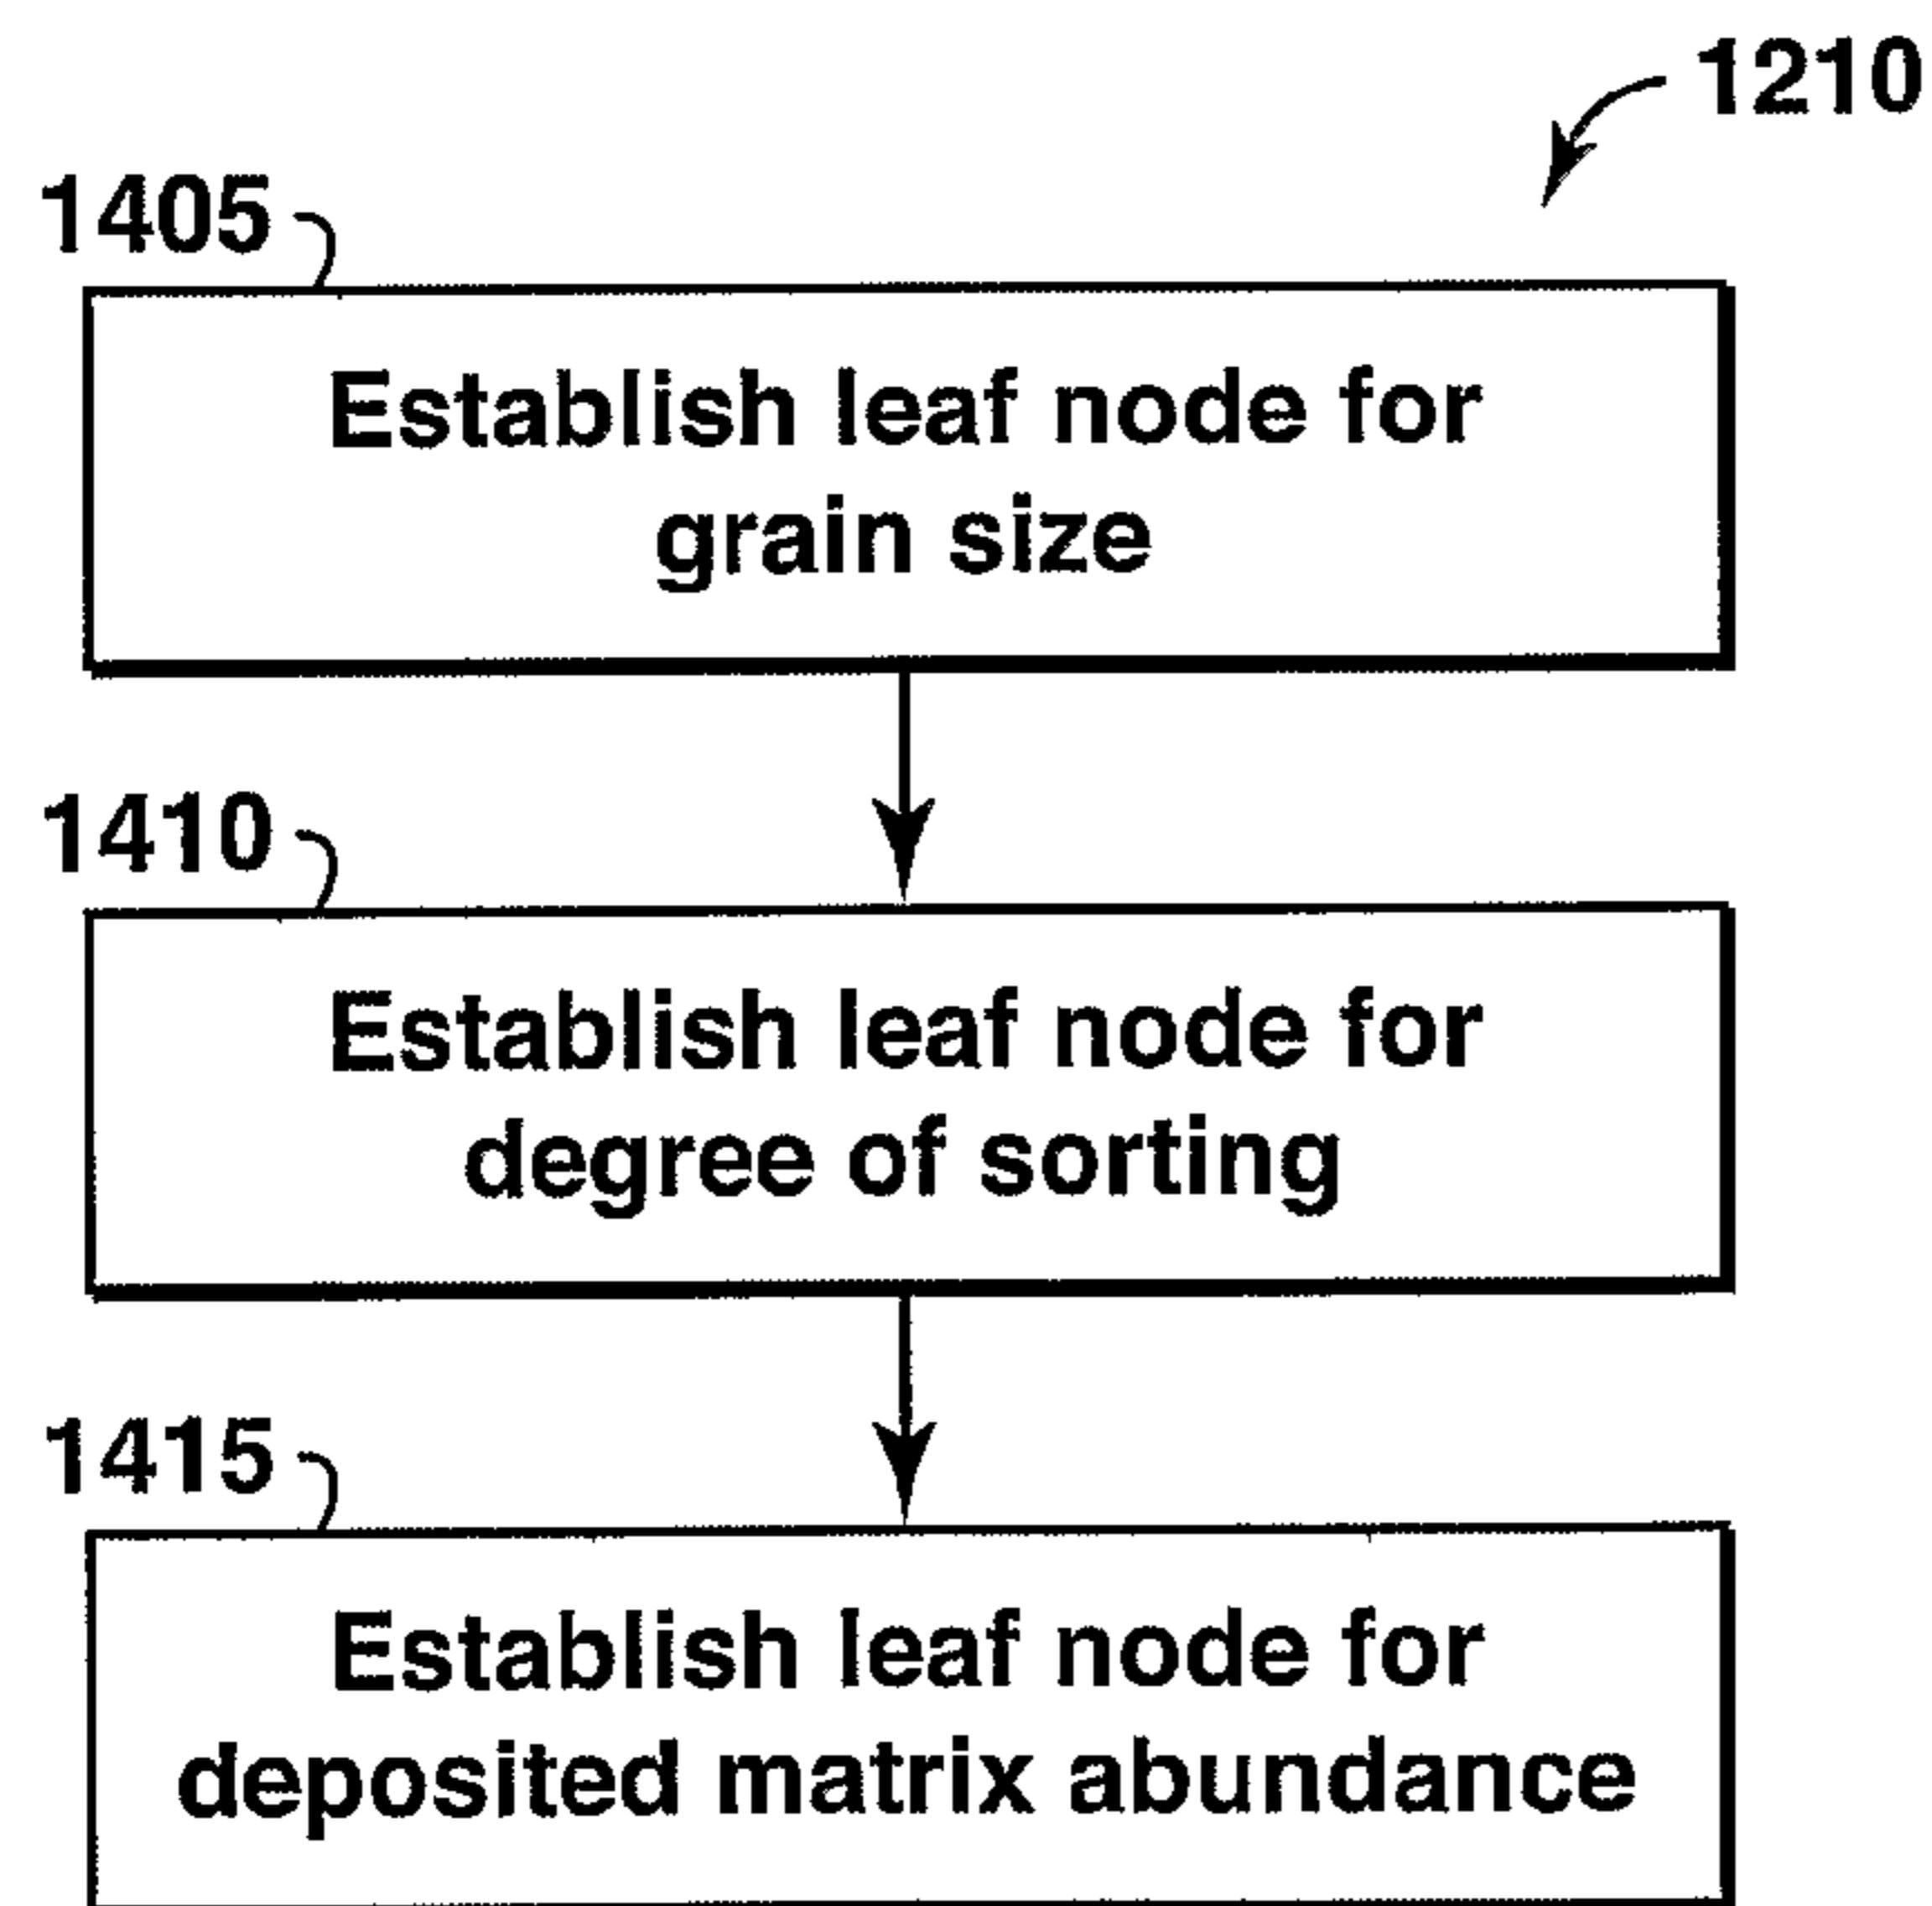 1210
1405
Establish leaf node for
grain size
1410
Establish leaf node for
degree of sorting
1415
Establish leaf node for
deposited matrix abundance